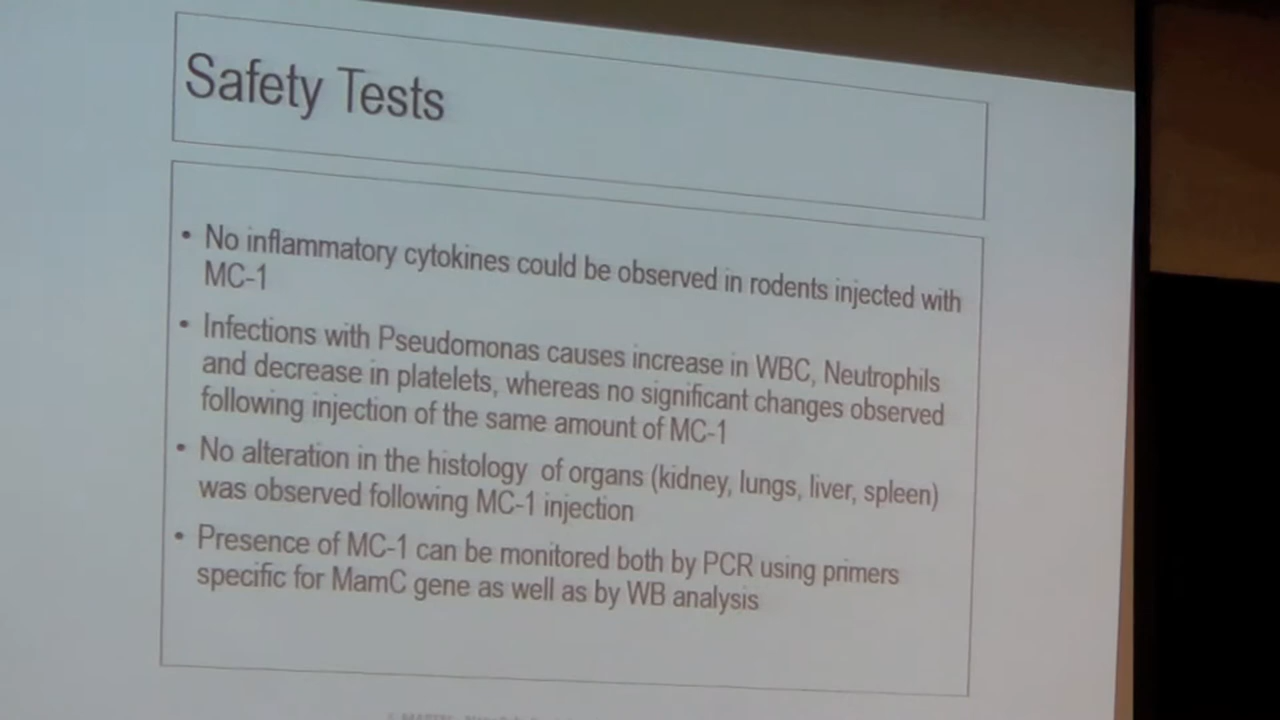 Safety Tests
• No inflammatory cytokines could be observed in rodents injected with
MC-1
• Infections with Pseudomonas causes increase in WBC, Neutrophils
and decrease in platelets, whereas no significant changes observed
following injection of the same amount of MC-1
• No alteration in the histology of organs (kidney, lungs, liver, spleen)
was observed following MC-1 injection
• Presence of MC-1 can be monitored both by PCR using primers
specific for MamC gene as well as by WB analysis